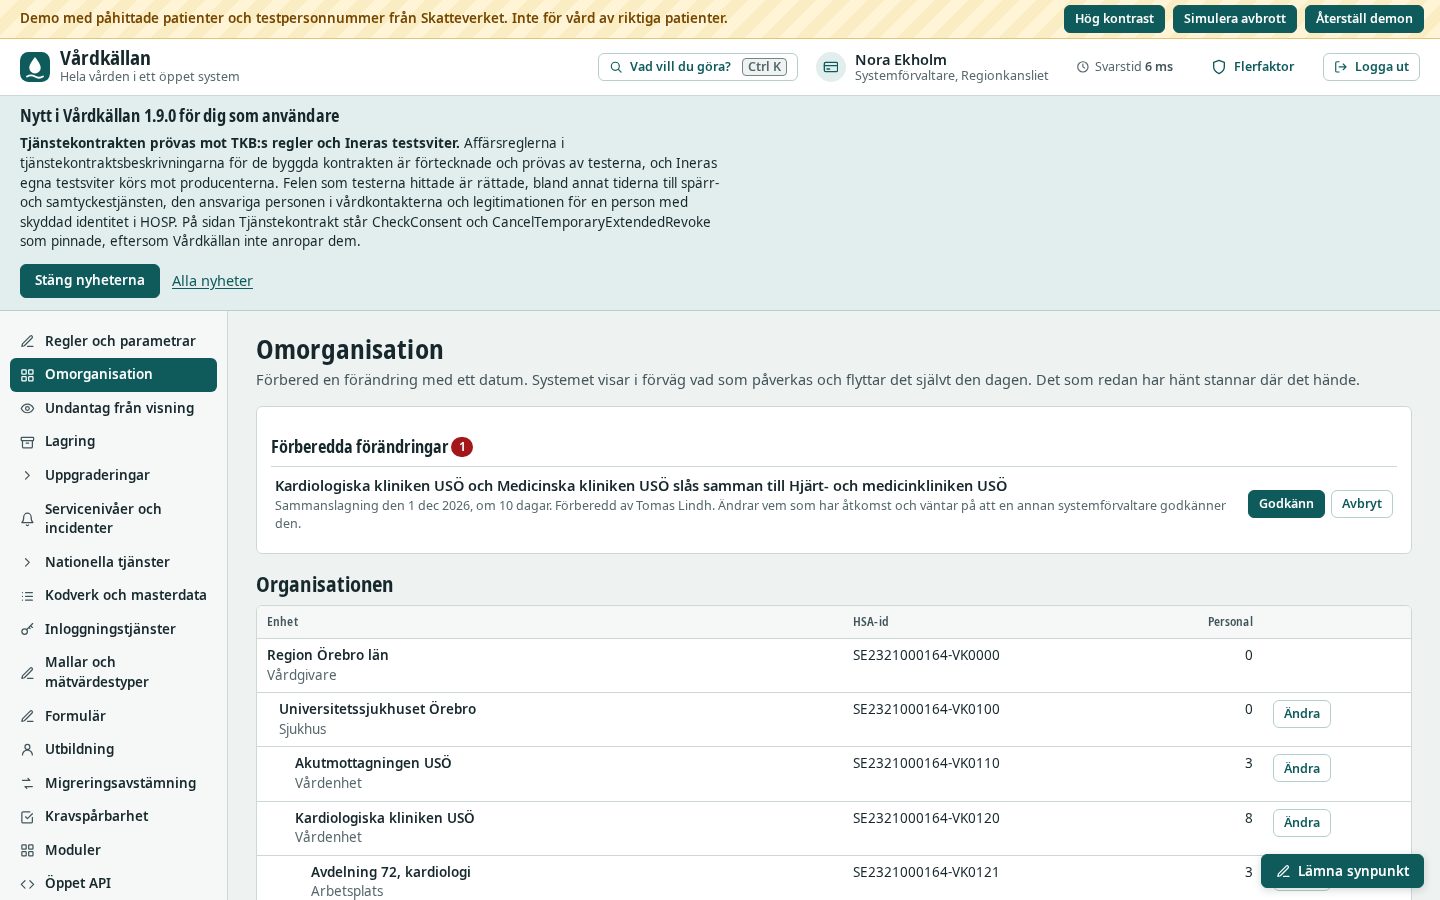 Demo med påhittade patienter och testpersonnummer från Skatteverket. Inte för vård av riktiga patienter.
Hög kontrast
Simulera avbrott
Återställ demon
Vårdkällan
Hela vården i ett öppet system
Vad vill du göra?
Ctrl K
Nora Ekholm
Systemförvaltare, Regionkansliet
Svarstid 6 ms
Flerfaktor
Logga ut
Nytt i Vårdkällan 1.9.0 för dig som användare
Tjänstekontrakten prövas mot TKB:s regler och Ineras testsviter. Affärsreglerna i
tjänstekontraktsbeskrivningarna för de byggda kontrakten är förtecknade och prövas av testerna, och Ineras
egna testsviter körs mot producenterna. Felen som testerna hittade är rättade, bland annat tiderna till spärr-
och samtyckestjänsten, den ansvariga personen i vårdkontakterna och legitimationen för en person med
skyddad identitet i HOSP. På sidan Tjänstekontrakt står CheckConsent och CancelTemporaryExtendedRevoke
som pinnade, eftersom Vårdkällan inte anropar dem.
Stäng nyheterna
Alla nyheter
Regler och parametrar
Omorganisation
Undantag från visning
Lagring
Uppgraderingar
Servicenivåer och
incidenter
Nationella tjänster
Kodverk och masterdata
Inloggningstjänster
Mallar och
mätvärdestyper
Formulär
Utbildning
Migreringsavstämning
Kravspårbarhet
Moduler
Öppet API
Omorganisation
Förbered en förändring med ett datum. Systemet visar i förväg vad som påverkas och flyttar det självt den dagen. Det som redan har hänt stannar där det hände.
Förberedda förändringar 1
Kardiologiska kliniken USÖ och Medicinska kliniken USÖ slås samman till Hjärt- och medicinkliniken USÖ
Sammanslagning den 1 dec 2026, om 10 dagar. Förberedd av Tomas Lindh. Ändrar vem som har åtkomst och väntar på att en annan systemförvaltare godkänner
den.
Godkänn
Avbryt
Organisationen
Enhet
HSA-id
Personal
Region Örebro län
Vårdgivare
SE2321000164-VK0000
0
Universitetssjukhuset Örebro
Sjukhus
SE2321000164-VK0100
0
Ändra
Akutmottagningen USÖ
Vårdenhet
SE2321000164-VK0110
3
Ändra
Kardiologiska kliniken USÖ
Vårdenhet
SE2321000164-VK0120
8
Ändra
Avdelning 72, kardiologi
Arbetsplats
SE2321000164-VK0121
3
Lämna synpunkt